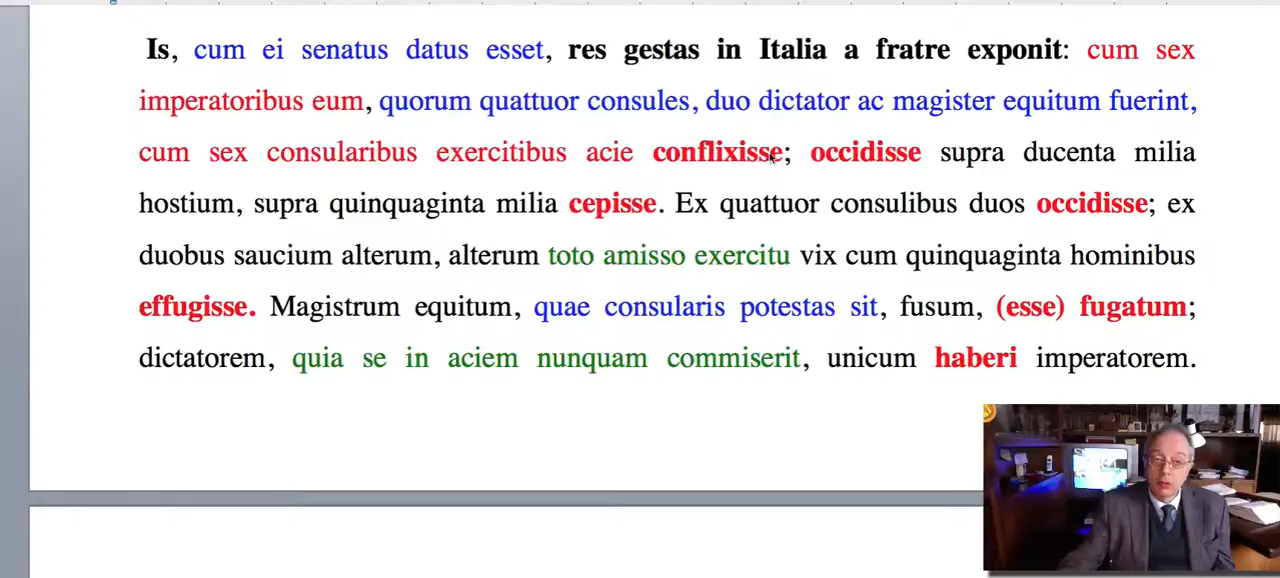 Is, cum ei senatus datus esset, res gestas in Italia a fratre exponit: cum sex
imperatoribus eum, quorum quattuor consules, duo dictator ac magister equitum fuerint,
cum sex consularibus exercitibus acie conflixisse; occidisse supra ducenta milia
hostium, supra quinquaginta milia cepisse. Ex quattuor consulibus duos occidisse; ex
duobus saucium alterum, alterum toto amisso exercitu vix cum quinquaginta hominibus
effugisse. Magistrum equitum, quae consularis potestas sit, fusum, (esse) fugatum;
dictatorem, quia se in aciem nunquam commiserit, unicum haberi imperatorem.